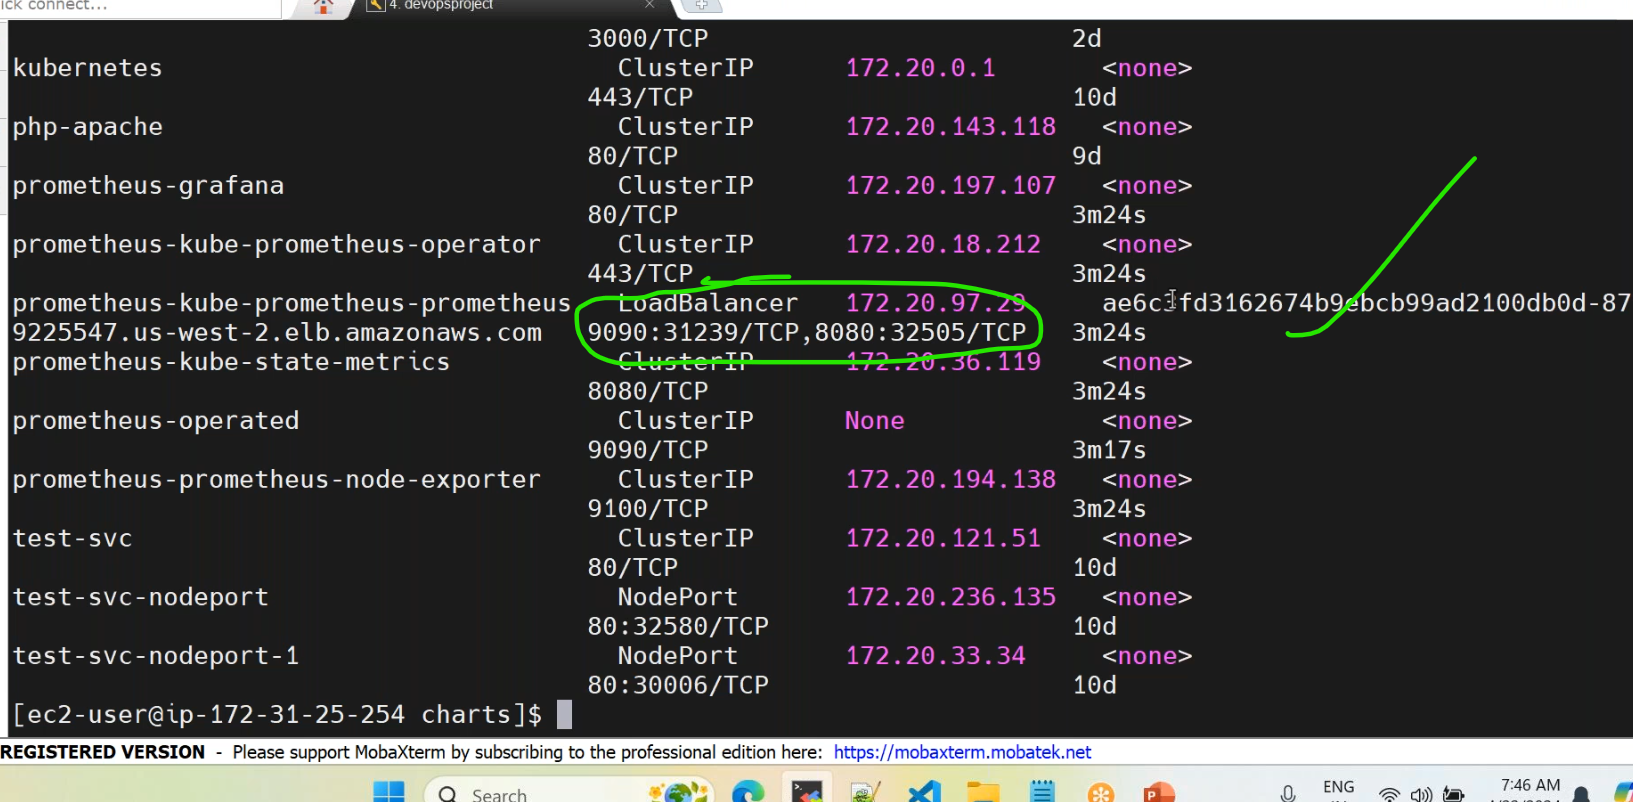 ick connect...
4. devopsproject
3000/TCP 2d
kubernetes ClusterIP 172.20.0.1 <none>
443/TCP 10d
php-apache ClusterIP 172.20.143.118 <none>
80/TCP 9d
prometheus-grafana ClusterIP 172.20.197.107 <none>
80/TCP 3m24s
prometheus-kube-prometheus-operator ClusterIP 172.20.18.212 <none>
443/TCP 3m24s
prometheus-kube-prometheus-prometheus LoadBalancer 172.20.97.29
9225547.us-west-2.elb.amazonaws.com 9090:31239/TCP,8080:32505/TCP 3m24s
prometheus-kube-state-metrics ClusterIP 172.20.36.119 <none>
8080/TCP 3m24s
prometheus-operated ClusterIP None <none>
9090/TCP 3m17s
prometheus-prometheus-node-exporter ClusterIP 172.20.194.138 <none>
9100/TCP 3m24s
test-svc ClusterIP 172.20.121.51 <none>
80/TCP 10d
test-svc-nodeport NodePort 172.20.236.135 <none>
80:32580/TCP 10d
test-svc-nodeport-1 NodePort 172.20.33.34 <none>
80:30006/TCP 10d
[ec2-user@ip-172-31-25-254 charts]$
REGISTERED VERSION - Please support MobaXterm by subscribing to the professional edition here: https://mobaxterm.mobatek.net
Search
ENG
7:46 AM